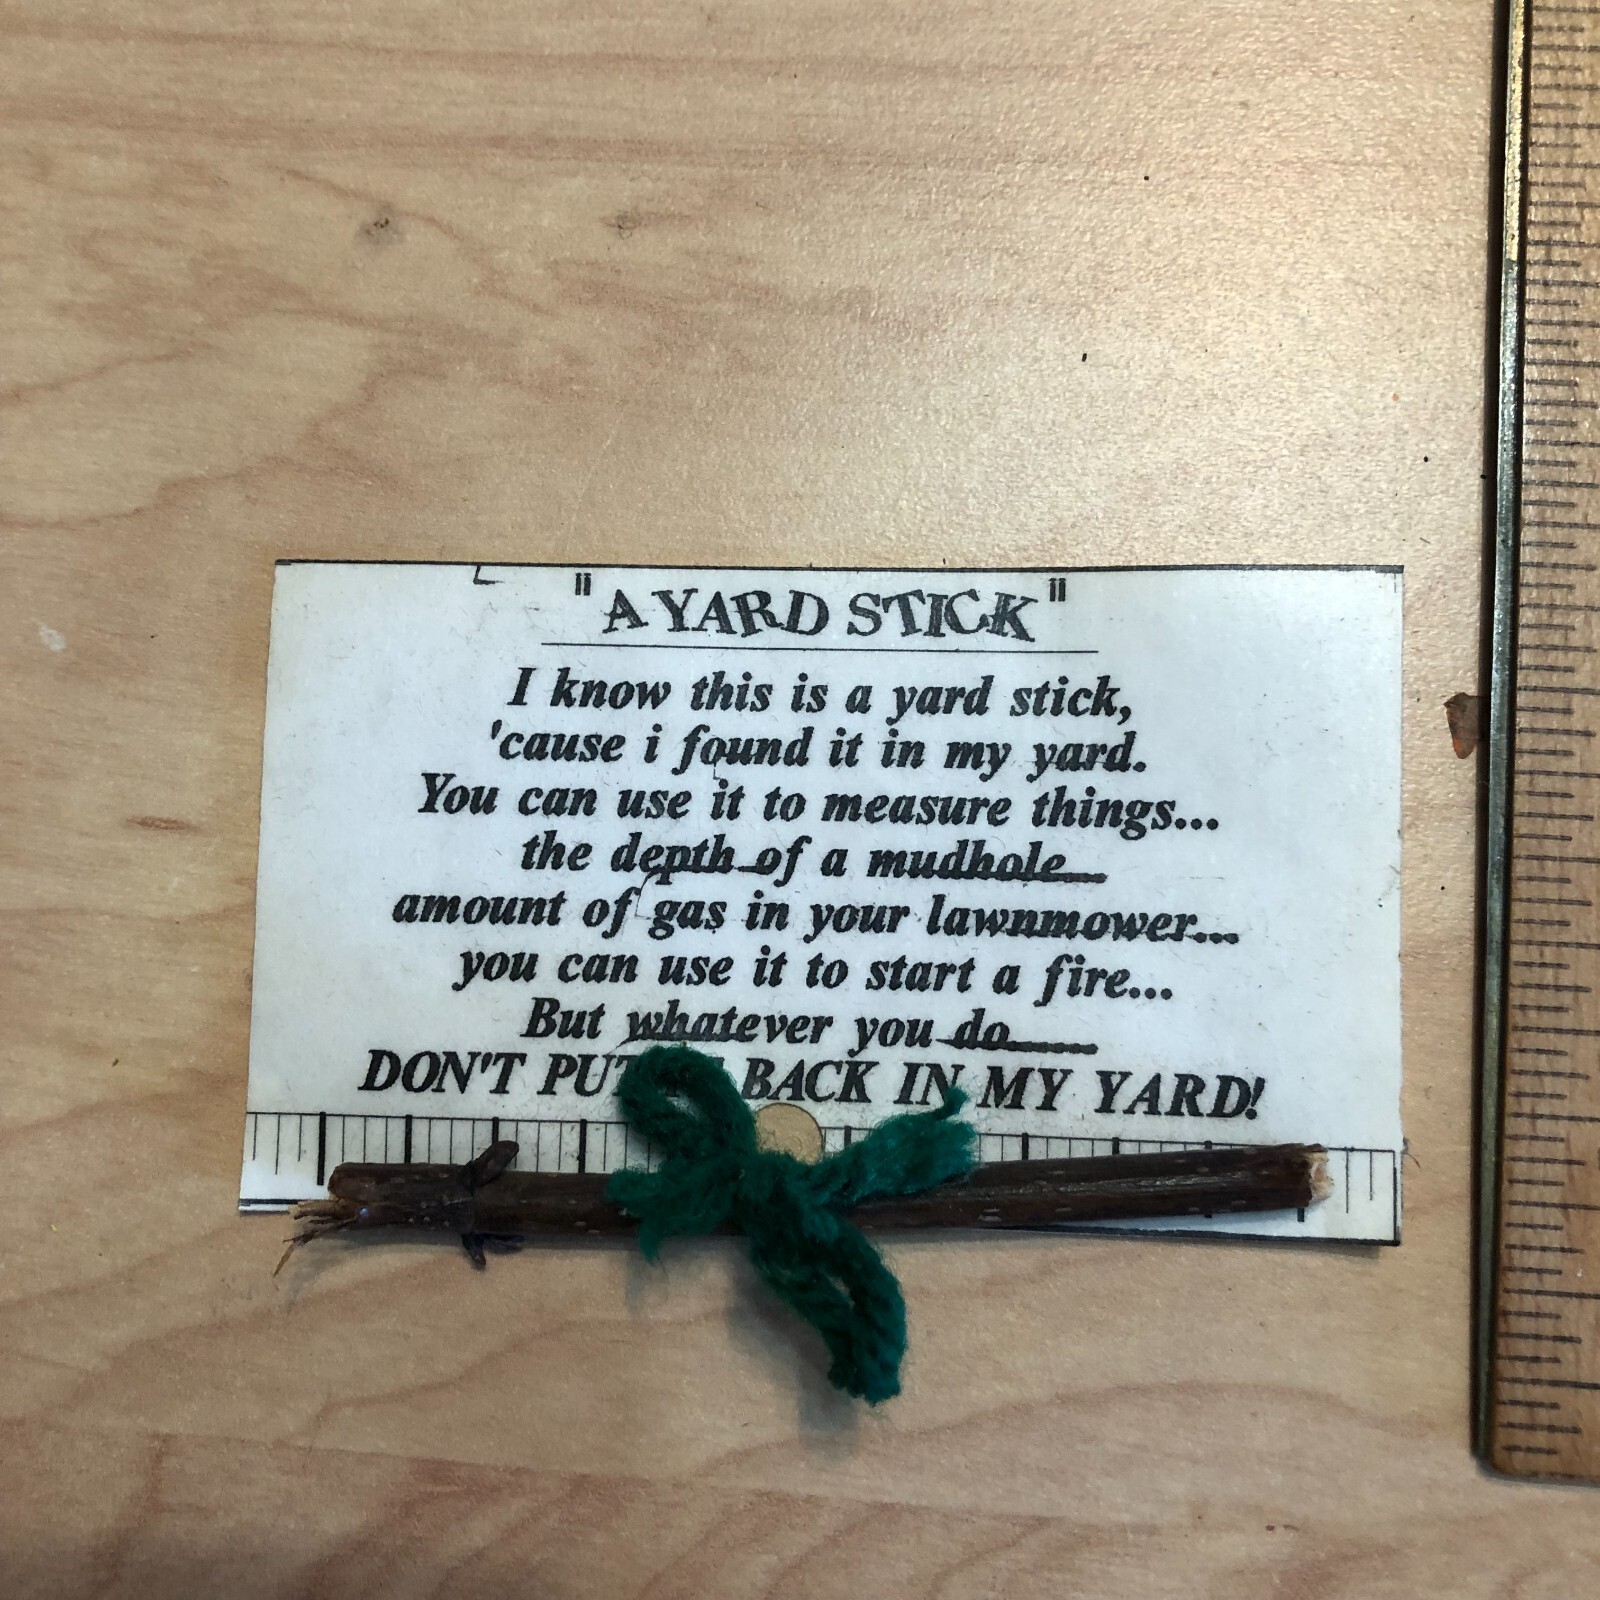 "A YARD STICK"
I know this is a yard stick,
'cause i found it in my yard.
You can use it to measure things...
the depth of a mudhole...
amount of gas in your lawnmower...
you can use it to start a fire...
But whatever you do.....
DON'T PUT BACK IN MY YARD!